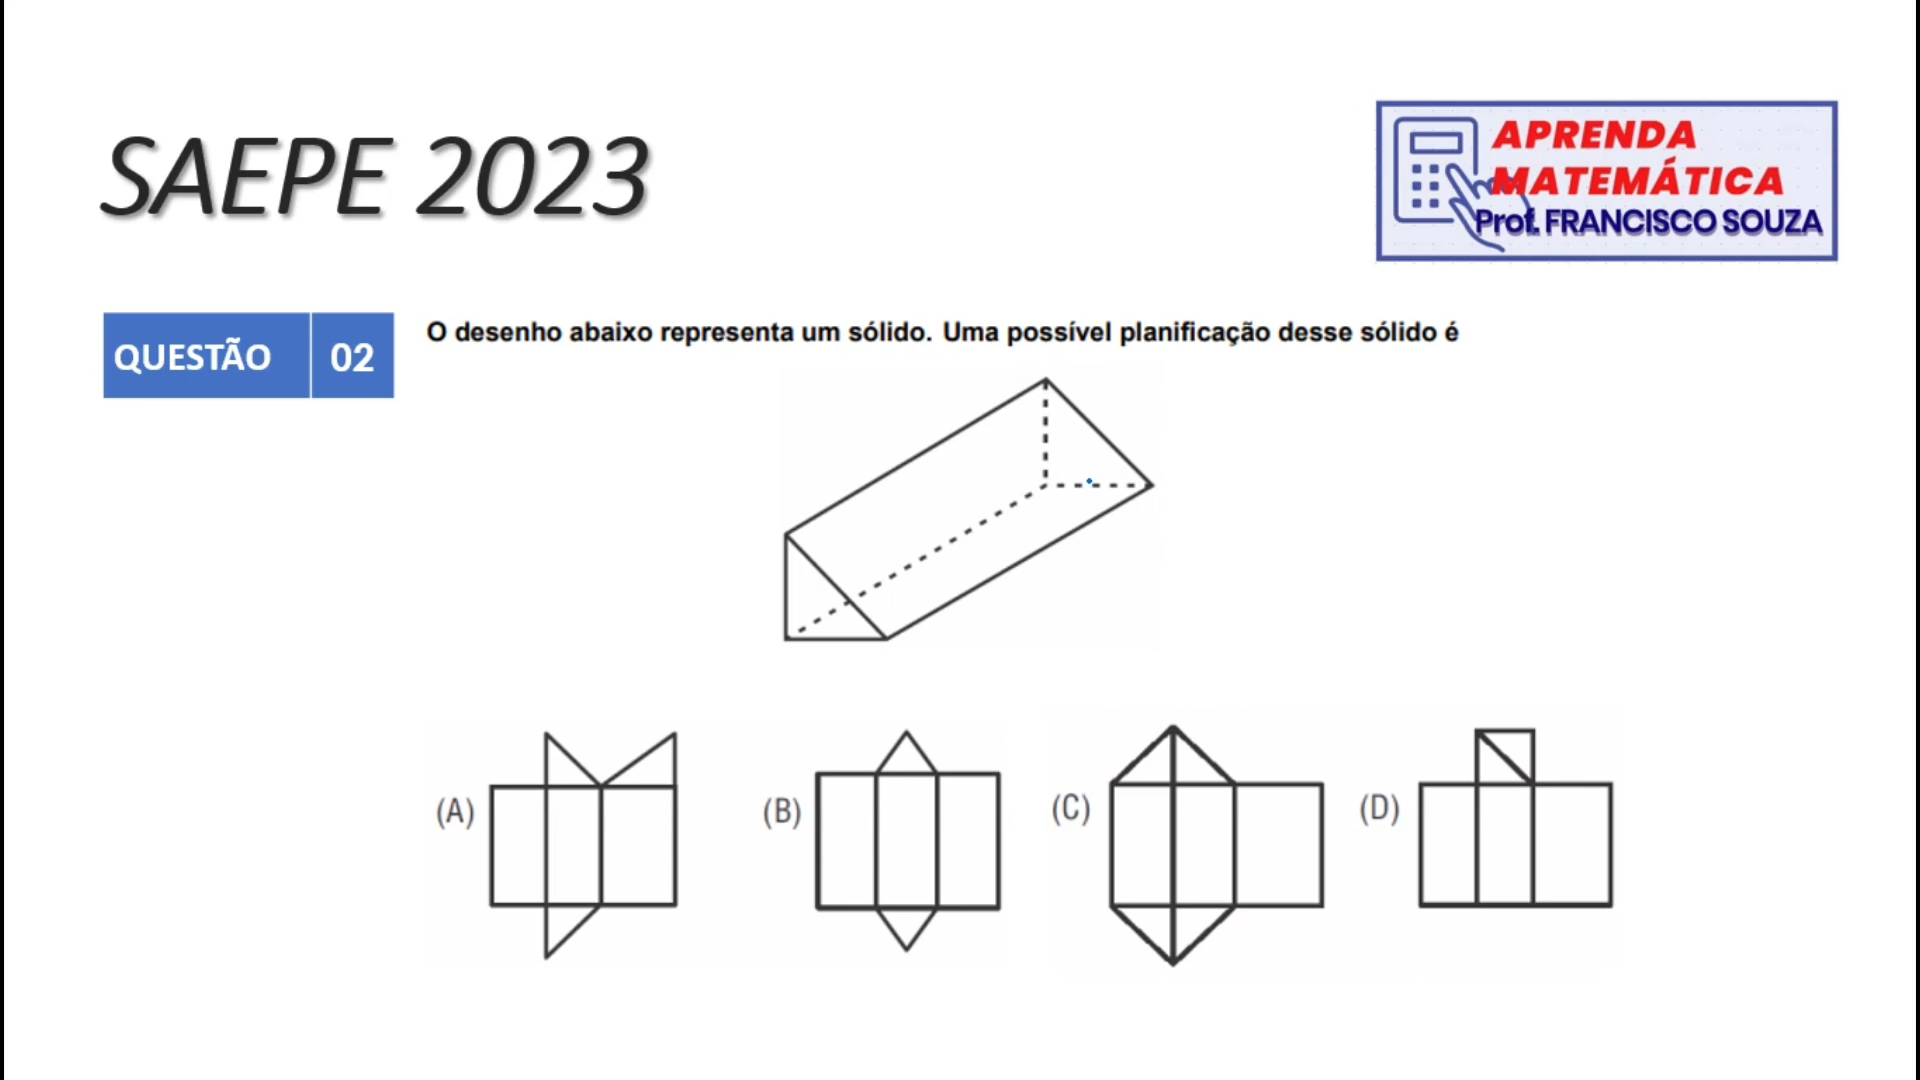 SAEPE 2023
APRENDA
MATEMÁTICA
Prof. FRANCISCO SOUZA
QUESTÃO 02
O desenho abaixo representa um sólido. Uma possível planificação desse sólido é
(A) (B) (C) (D)